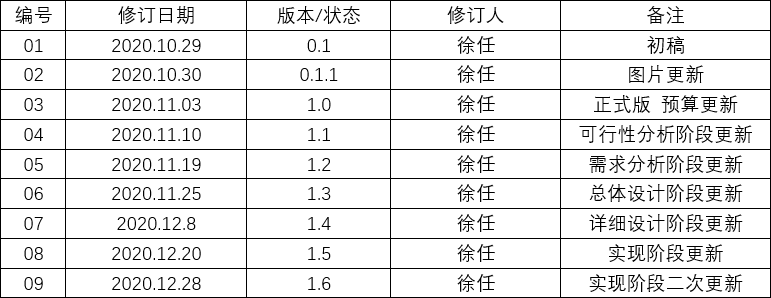 编号 修订日期 版本/状态 修订人 备注
01 2020.10.29 0.1 徐任 初稿
02 2020.10.30 0.1.1 徐任 图片更新
03 2020.11.03 1.0 徐任 正式版 预算更新
04 2020.11.10 1.1 徐任 可行性分析阶段更新
05 2020.11.19 1.2 徐任 需求分析阶段更新
06 2020.11.25 1.3 徐任 总体设计阶段更新
07 2020.12.8 1.4 徐任 详细设计阶段更新
08 2020.12.20 1.5 徐任 实现阶段更新
09 2020.12.28 1.6 徐任 实现阶段二次更新